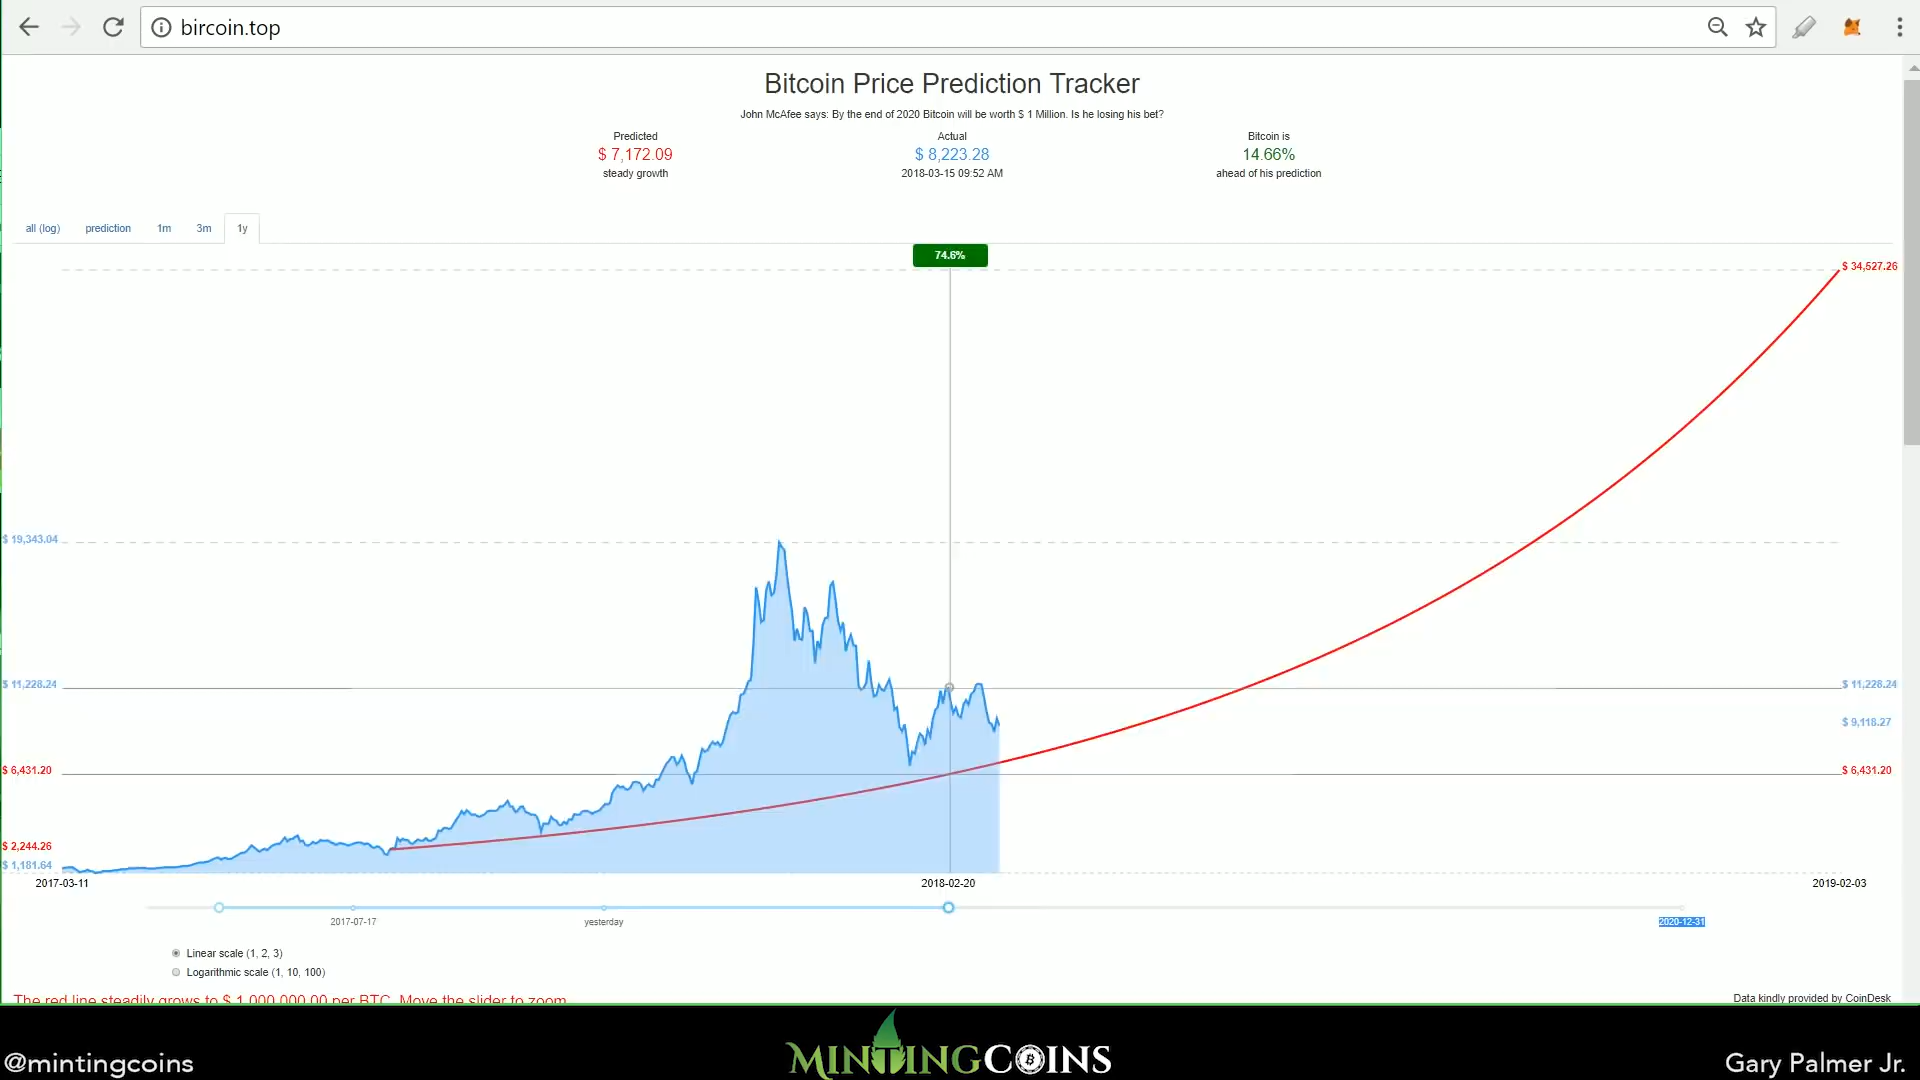 bircoin.top
Bitcoin Price Prediction Tracker
John McAfee says: By the end of 2020 Bitcoin will be worth $ 1 Million. Is he losing his bet?
Predicted Actual Bitcoin is
$ 7,172.09 $ 8,223.28 14.66%
steady growth 2018-03-15 09:52 AM ahead of his prediction
all (log) prediction 1m 3m 1y
74.6%
$ 34,527.26
$ 19,343.04
$ 11,228.24 $ 11,228.24
$ 9,118.27
$ 6,431.20 $ 6,431.20
$ 2,244.26
$ 1,181.64
2017-03-11 2018-02-20 2019-02-03
2017-07-17 yesterday 2020-12-31
Linear scale (1, 2, 3)
Logarithmic scale (1, 10, 100)
The red line steadily grows to $ 1,000,000.00 per BTC. Move the slider to zoom
Data kindly provided by CoinDesk
@mintingcoins MINTINGCOINS Gary Palmer Jr.